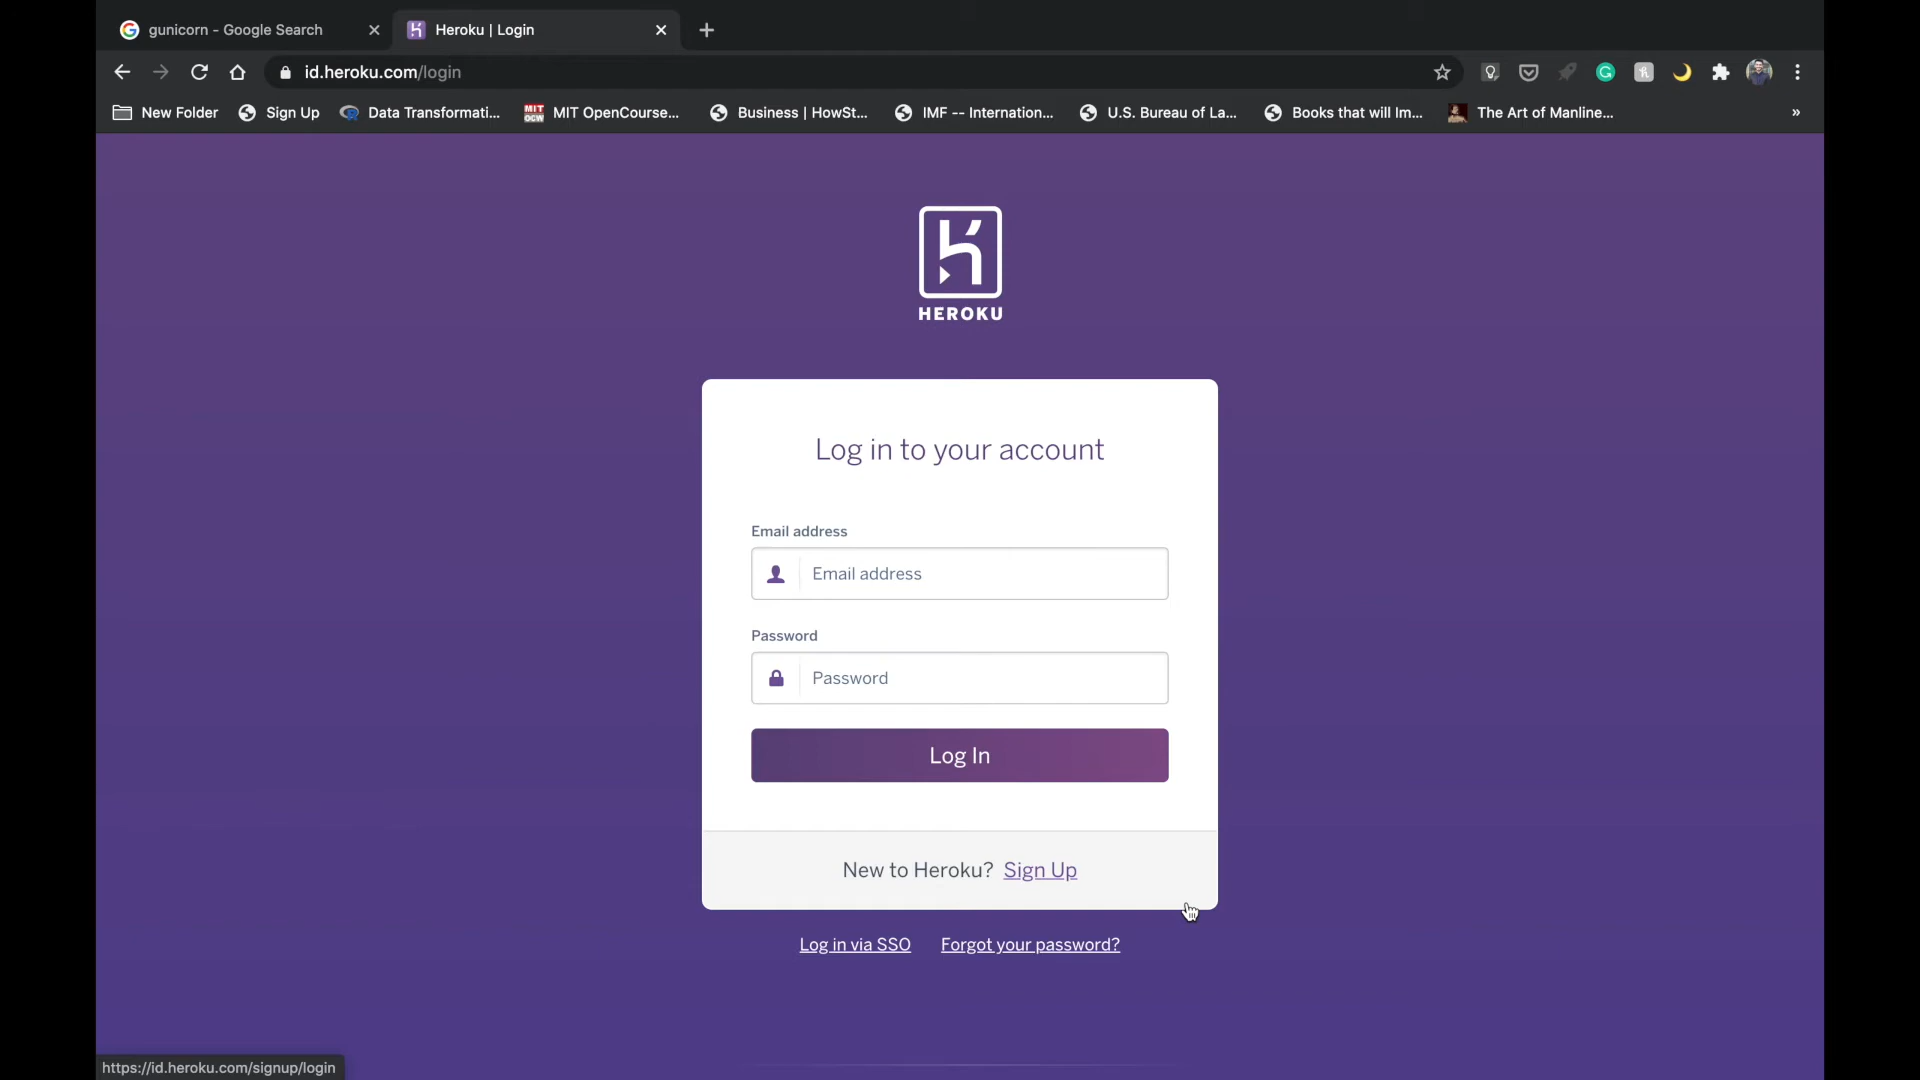 gunicorn - Google Search
Heroku | Login
id.heroku.com/login
New Folder
Sign Up
Data Transformati...
MIT OCW
MIT OpenCourse...
Business | HowSt...
IMF -- Internation...
U.S. Bureau of La...
Books that will Im...
The Art of Manline...
»
HEROKU
Log in to your account
Email address
Email address
Password
Password
Log In
New to Heroku? Sign Up
Log in via SSO
Forgot your password?
https://id.heroku.com/signup/login